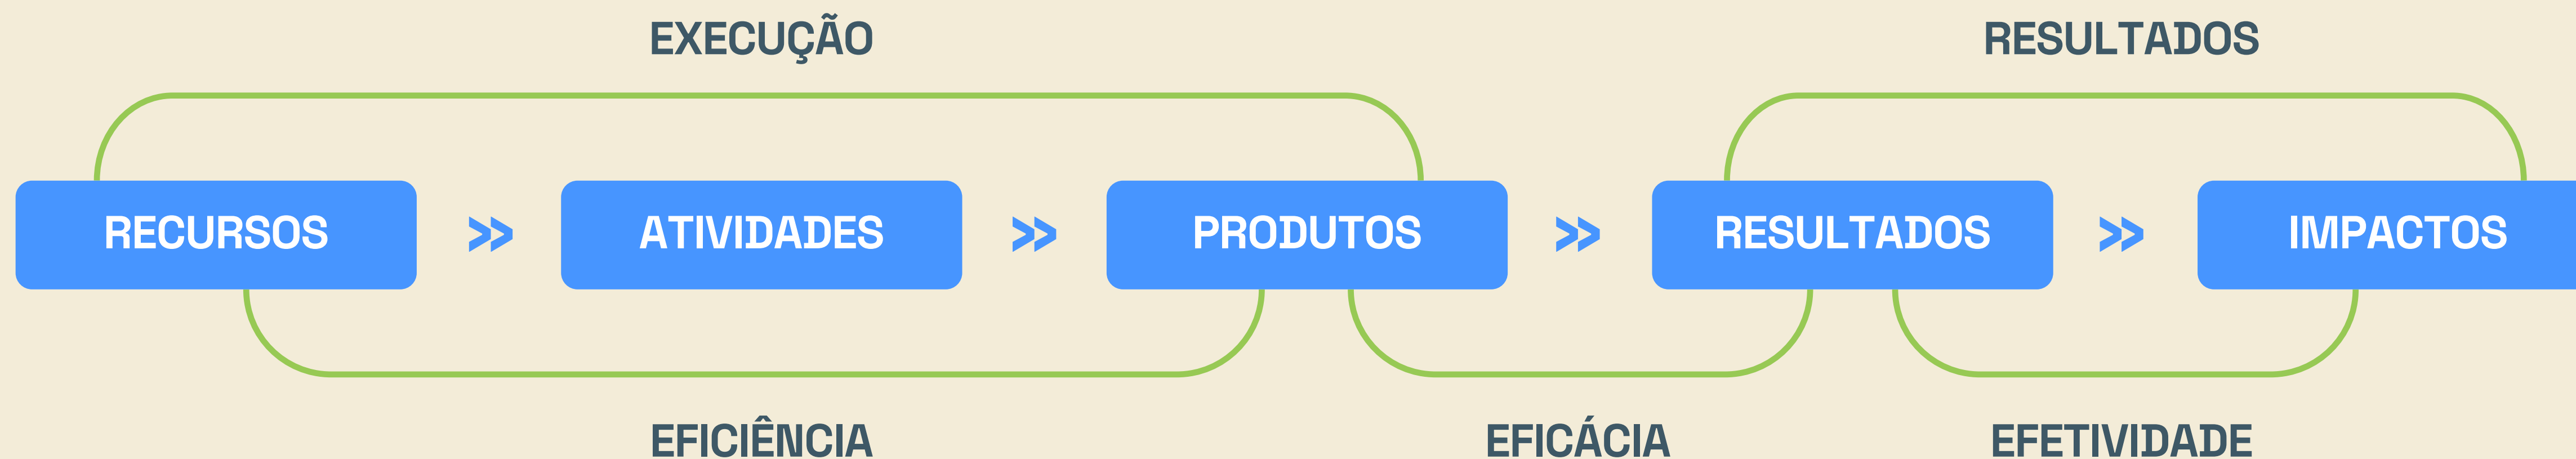 EXECUÇÃO
RESULTADOS
RECURSOS
ATIVIDADES
PRODUTOS
RESULTADOS
IMPACTOS
EFICIÊNCIA
EFICÁCIA
EFETIVIDADE